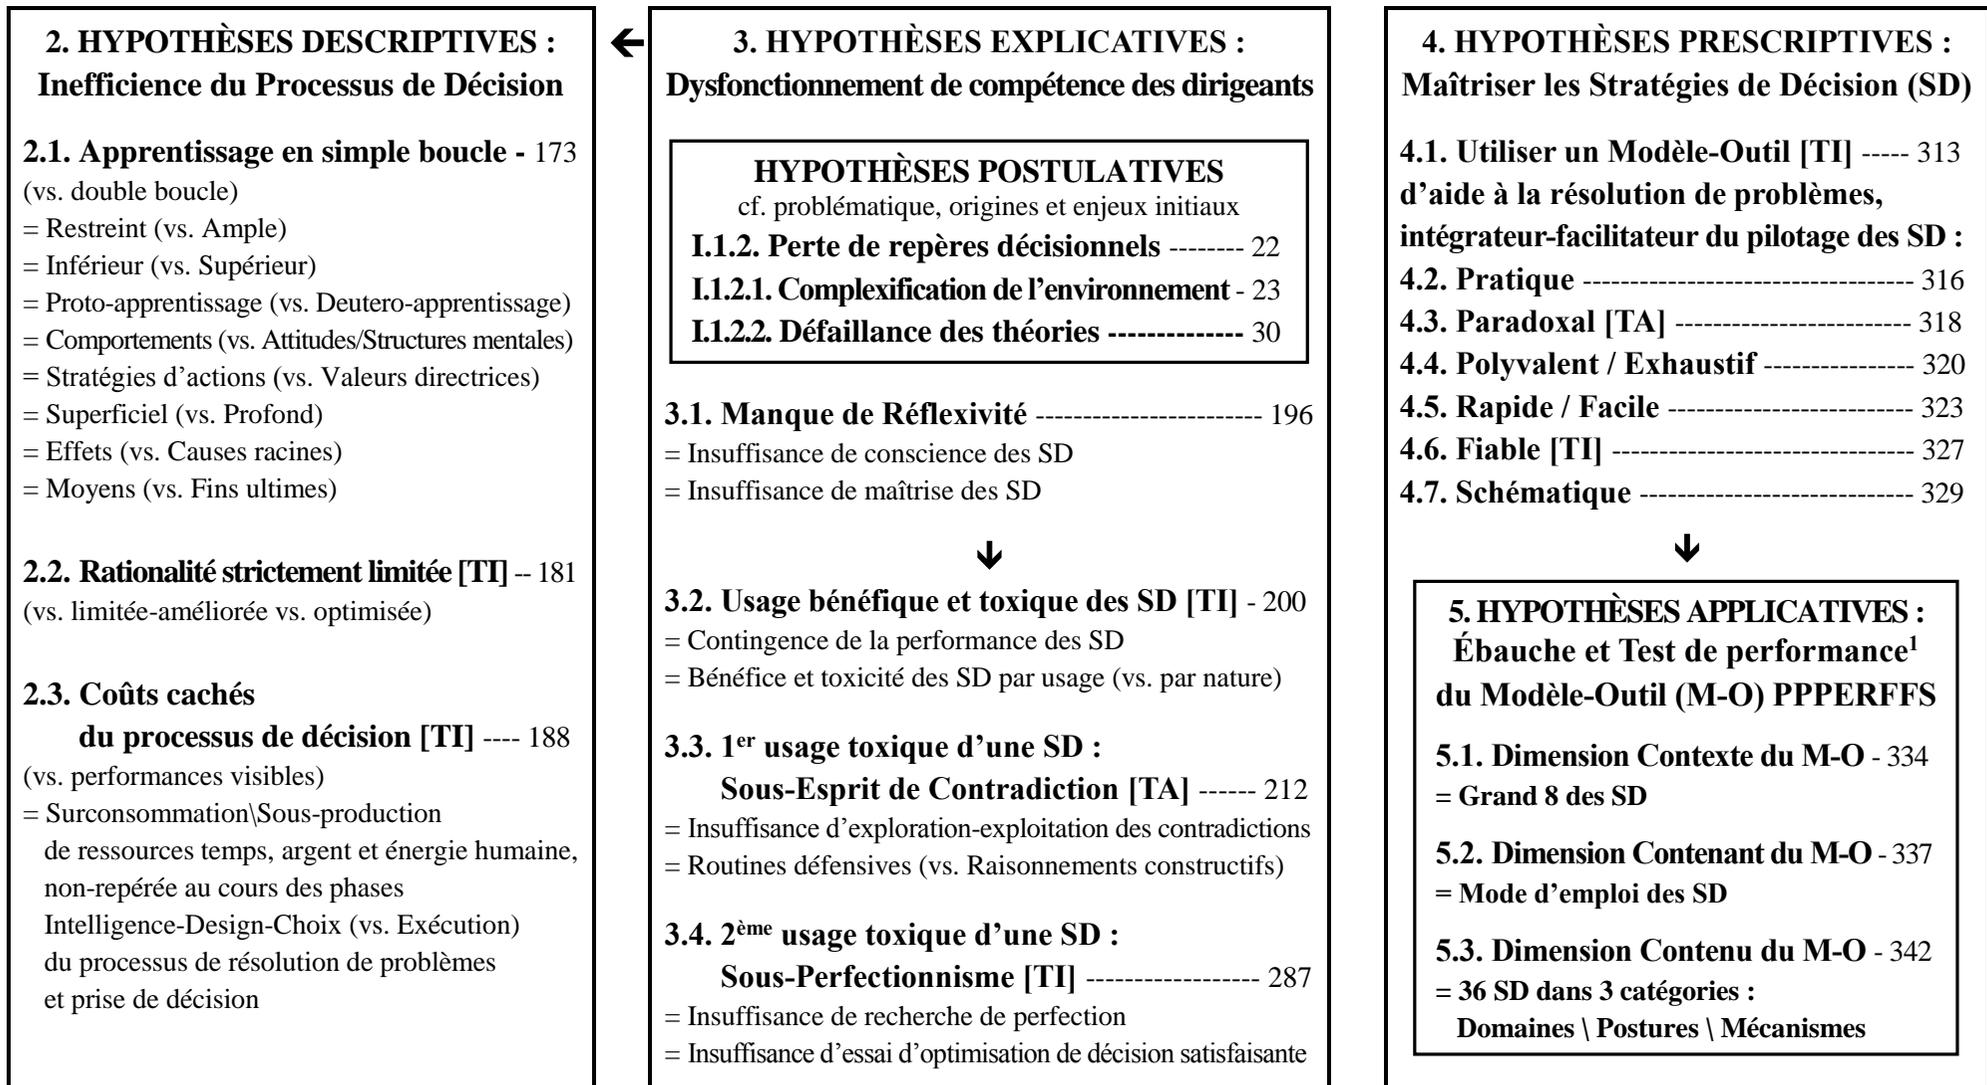 2. HYPOTHÈSES DESCRIPTIVES :
Inefficience du Processus de Décision
2.1. Apprentissage en simple boucle - 173
(vs. double boucle)
= Restreint (vs. Ample)
= Inférieur (vs. Supérieur)
= Proto-apprentissage (vs. Deutero-apprentissage)
= Comportements (vs. Attitudes/Structures mentales)
= Stratégies d’actions (vs. Valeurs directrices)
= Superficiel (vs. Profond)
= Effets (vs. Causes racines)
= Moyens (vs. Fins ultimes)
2.2. Rationalité strictement limitée [TI] -- 181
(vs. limitée-améliorée vs. optimisée)
2.3. Coûts cachés
du processus de décision [TI] ---- 188
(vs. performances visibles)
= Surconsommation\Sous-production
de ressources temps, argent et énergie humaine,
non-repérée au cours des phases
Intelligence-Design-Choix (vs. Exécution)
du processus de résolution de problèmes
et prise de décision
🡸
3. HYPOTHÈSES EXPLICATIVES :
Dysfonctionnement de compétence des dirigeants
HYPOTHÈSES POSTULATIVES
cf. problématique, origines et enjeux initiaux
I.1.2. Perte de repères décisionnels -------- 22
I.1.2.1. Complexification de l’environnement - 23
I.1.2.2. Défaillance des théories -------------- 30
3.1. Manque de Réflexivité ------------------------ 196
= Insuffisance de conscience des SD
= Insuffisance de maîtrise des SD
🡻
3.2. Usage bénéfique et toxique des SD [TI] - 200
= Contingence de la performance des SD
= Bénéfice et toxicité des SD par usage (vs. par nature)
3.3. 1er usage toxique d’une SD :
Sous-Esprit de Contradiction [TA] ------ 212
= Insuffisance d’exploration-exploitation des contradictions
= Routines défensives (vs. Raisonnements constructifs)
3.4. 2ème usage toxique d’une SD :
Sous-Perfectionnisme [TI] ------------------ 287
= Insuffisance de recherche de perfection
= Insuffisance d’essai d’optimisation de décision satisfaisante
4. HYPOTHÈSES PRESCRIPTIVES :
Maîtriser les Stratégies de Décision (SD)
4.1. Utiliser un Modèle-Outil [TI] ----- 313
d’aide à la résolution de problèmes,
intégrateur-facilitateur du pilotage des SD :
4.2. Pratique ----------------------------------- 316
4.3. Paradoxal [TA] ------------------------- 318
4.4. Polyvalent / Exhaustif ---------------- 320
4.5. Rapide / Facile -------------------------- 323
4.6. Fiable [TI] -------------------------------- 327
4.7. Schématique ----------------------------- 329
🡻
5. HYPOTHÈSES APPLICATIVES :
Ébauche et Test de performance1
du Modèle-Outil (M-O) PPPERFFS
5.1. Dimension Contexte du M-O - 334
= Grand 8 des SD
5.2. Dimension Contenant du M-O - 337
= Mode d’emploi des SD
5.3. Dimension Contenu du M-O - 342
= 36 SD dans 3 catégories :
Domaines \ Postures \ Mécanismes